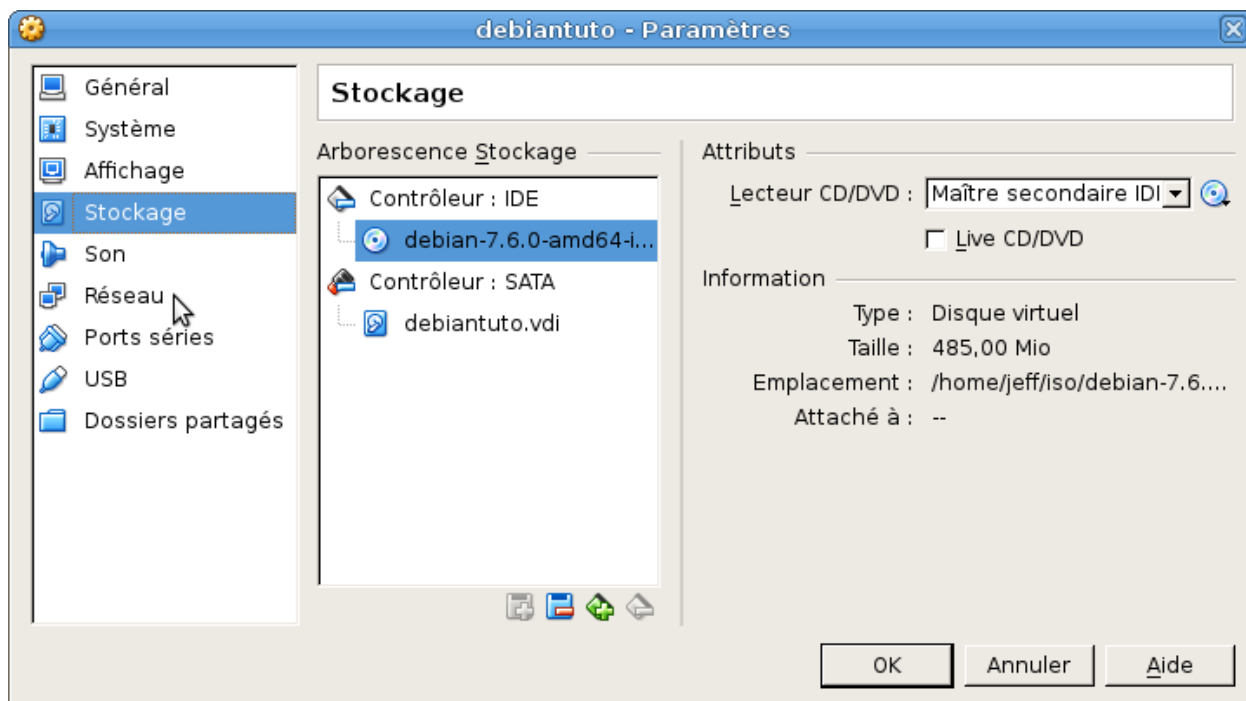 debiantuto - Paramètres
Général
Système
Affichage
Stockage
Son
Réseau
Ports séries
USB
Dossiers partagés
Stockage
Arborescence Stockage
Contrôleur : IDE
debian-7.6.0-amd64-i...
Contrôleur : SATA
debiantuto.vdi
Attributs
Lecteur CD/DVD : Maître secondaire IDI
Live CD/DVD
Information
Type : Disque virtuel
Taille : 485,00 Mio
Emplacement : /home/jeff/iso/debian-7.6....
Attaché à : --
OK Annuler Aide